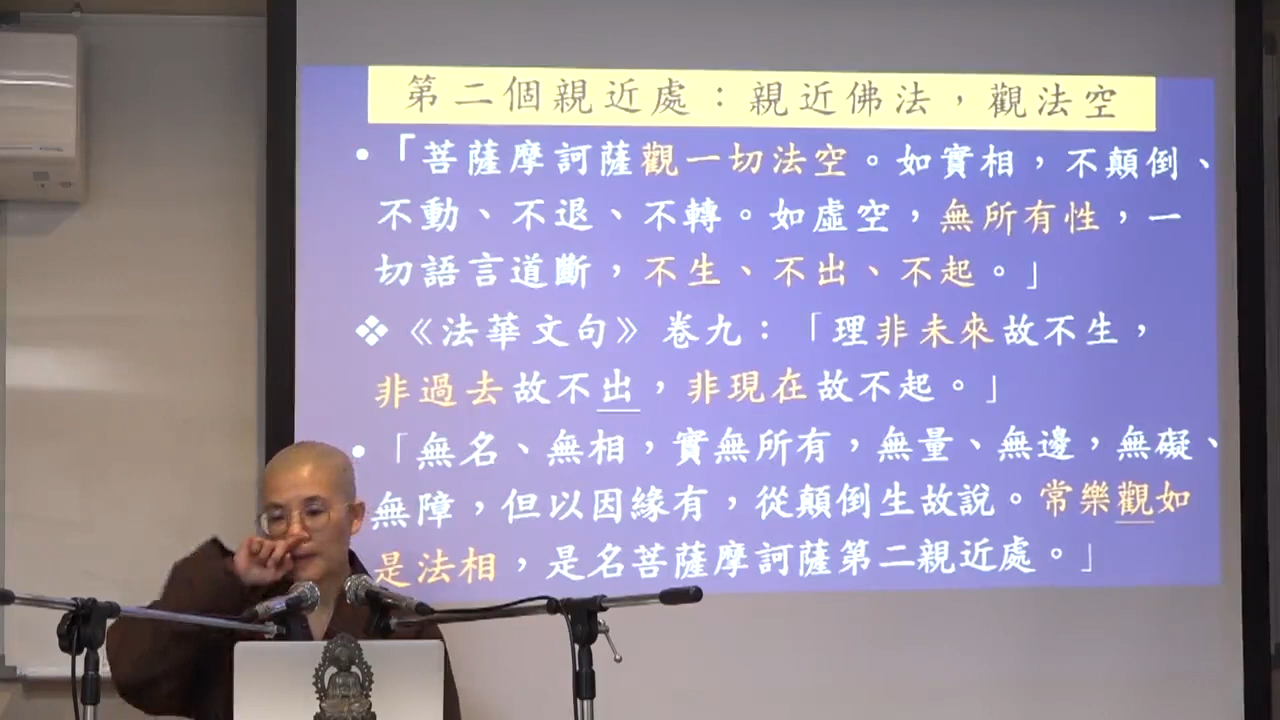 第二個親近處：親近佛法，觀法空
•「菩薩摩訶薩觀一切法空。如實相，不顛倒、
不動、不退、不轉。如虛空，無所有性，一
切語言道斷，不生、不出、不起。」
❖《法華文句》卷九：「理非未來故不生，
非過去故不出，非現在故不起。」
•「無名、無相，實無所有，無量、無邊，無礙、
無障，但以因緣有，從顛倒生故說。常樂觀如
是法相，是名菩薩摩訶薩第二親近處。」